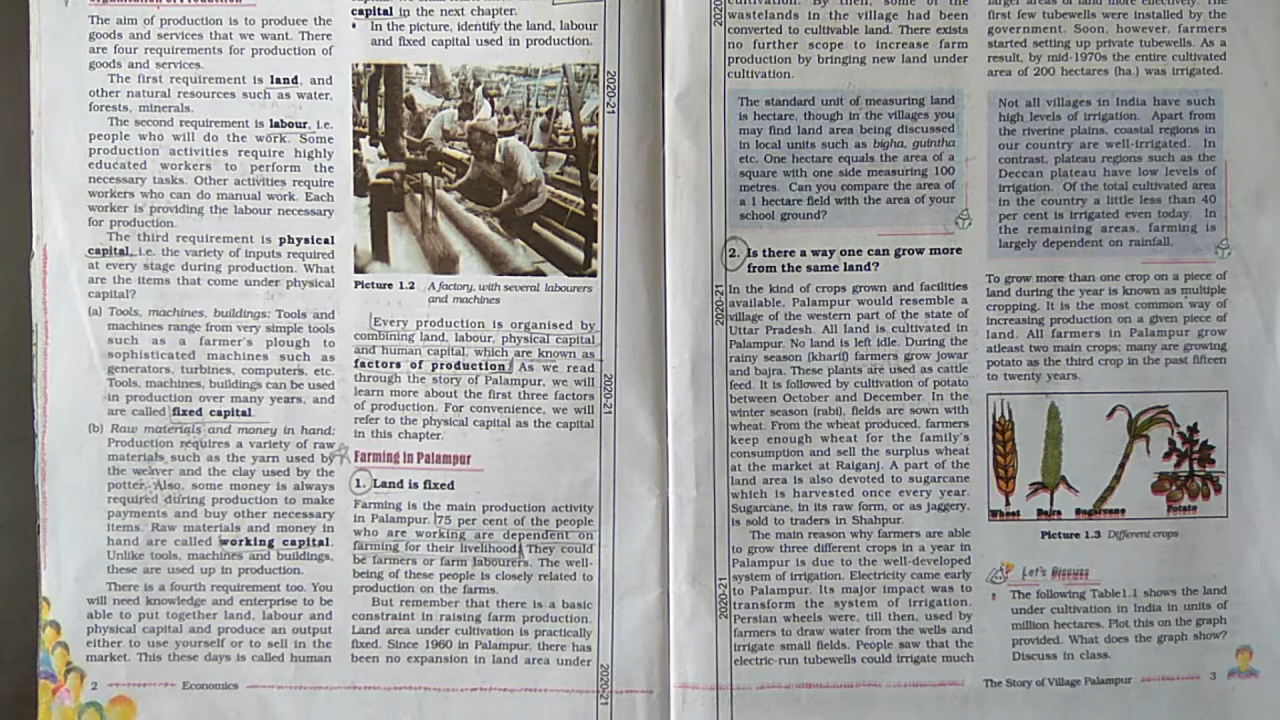 Organisation of Production
The aim of production is to produce the
goods and services that we want. There
are four requirements for production of
goods and services.
The first requirement is land, and
other natural resources such as water,
forests, minerals.
The second requirement is labour, i.e.
people who will do the work. Some
production activities require highly
educated workers to perform the
necessary tasks. Other activities require
workers who can do manual work. Each
worker is providing the labour necessary
for production.
The third requirement is physical
capital, i.e. the variety of inputs required
at every stage during production. What
are the items that come under physical
capital?
(a) Tools, machines, buildings: Tools and
machines range from very simple tools
such as a farmer's plough to
sophisticated machines such as
generators, turbines, computers, etc.
Tools, machines, buildings can be used
in production over many years, and
are called fixed capital.
(b) Raw materials and money in hand:
Production requires a variety of raw
materials such as the yarn used by
the weaver and the clay used by the
potter. Also, some money is always
required during production to make
payments and buy other necessary
items. Raw materials and money in
hand are called working capital.
Unlike tools, machines and buildings,
these are used up in production.
There is a fourth requirement too. You
will need knowledge and enterprise to be
able to put together land, labour and
physical capital and produce an output
either to use yourself or to sell in the
market. This these days is called human
2 Economics
capital in the next chapter.
• In the picture, identify the land, labour
and fixed capital used in production.
Picture 1.2 A factory, with several labourers
and machines
Every production is organised by
combining land, labour, physical capital
and human capital, which are known as
factors of production. As we read
through the story of Palampur, we will
learn more about the first three factors
of production. For convenience, we will
refer to the physical capital as the capital
in this chapter.
Farming in Palampur
1. Land is fixed
Farming is the main production activity
in Palampur. 75 per cent of the people
who are working are dependent on
farming for their livelihood. They could
be farmers or farm labourers. The well-
being of these people is closely related to
production on the farms.
But remember that there is a basic
constraint in raising farm production.
Land area under cultivation is practically
fixed. Since 1960 in Palampur, there has
been no expansion in land area under
2020-21
2020-21
2020-21
2020
2020-21
2020-21
cultivation. By then, some of the
wastelands in the village had been
converted to cultivable land. There exists
no further scope to increase farm
production by bringing new land under
cultivation.
The standard unit of measuring land
is hectare, though in the villages you
may find land area being discussed
in local units such as bigha, guintha
etc. One hectare equals the area of a
square with one side measuring 100
metres. Can you compare the area of
a 1 hectare field with the area of your
school ground?
2. Is there a way one can grow more
from the same land?
In the kind of crops grown and facilities
available, Palampur would resemble a
village of the western part of the state of
Uttar Pradesh. All land is cultivated in
Palampur. No land is left idle. During the
rainy season (kharif) farmers grow jowar
and bajra. These plants are used as cattle
feed. It is followed by cultivation of potato
between October and December. In the
winter season (rabi), fields are sown with
wheat. From the wheat produced, farmers
keep enough wheat for the family's
consumption and sell the surplus wheat
at the market at Raiganj. A part of the
land area is also devoted to sugarcane
which is harvested once every year.
Sugarcane, in its raw form, or as jaggery,
is sold to traders in Shahpur.
The main reason why farmers are able
to grow three different crops in a year in
Palampur is due to the well-developed
system of irrigation. Electricity came early
to Palampur. Its major impact was to
transform the system of irrigation.
Persian wheels were, till then, used by
farmers to draw water from the wells and
irrigate small fields. People saw that the
electric-run tubewells could irrigate much
larger areas of land more effectively. The
first few tubewells were installed by the
government. Soon, however, farmers
started setting up private tubewells. As a
result, by mid-1970s the entire cultivated
area of 200 hectares (ha.) was irrigated.
Not all villages in India have such
high levels of irrigation. Apart from
the riverine plains, coastal regions in
our country are well-irrigated. In
contrast, plateau regions such as the
Deccan plateau have low levels of
irrigation. Of the total cultivated area
in the country a little less than 40
per cent is irrigated even today. In
the remaining areas, farming is
largely dependent on rainfall.
To grow more than one crop on a piece of
land during the year is known as multiple
cropping. It is the most common way of
increasing production on a given piece of
land. All farmers in Palampur grow
atleast two main crops; many are growing
potato as the third crop in the past fifteen
to twenty years.
Wheat Bajra Sugarcane Potato
Picture 1.3 Different crops
Let's Discuss
• The following Table1.1 shows the land
under cultivation in India in units of
million hectares. Plot this on the graph
provided. What does the graph show?
Discuss in class.
The Story of Village Palampur 3